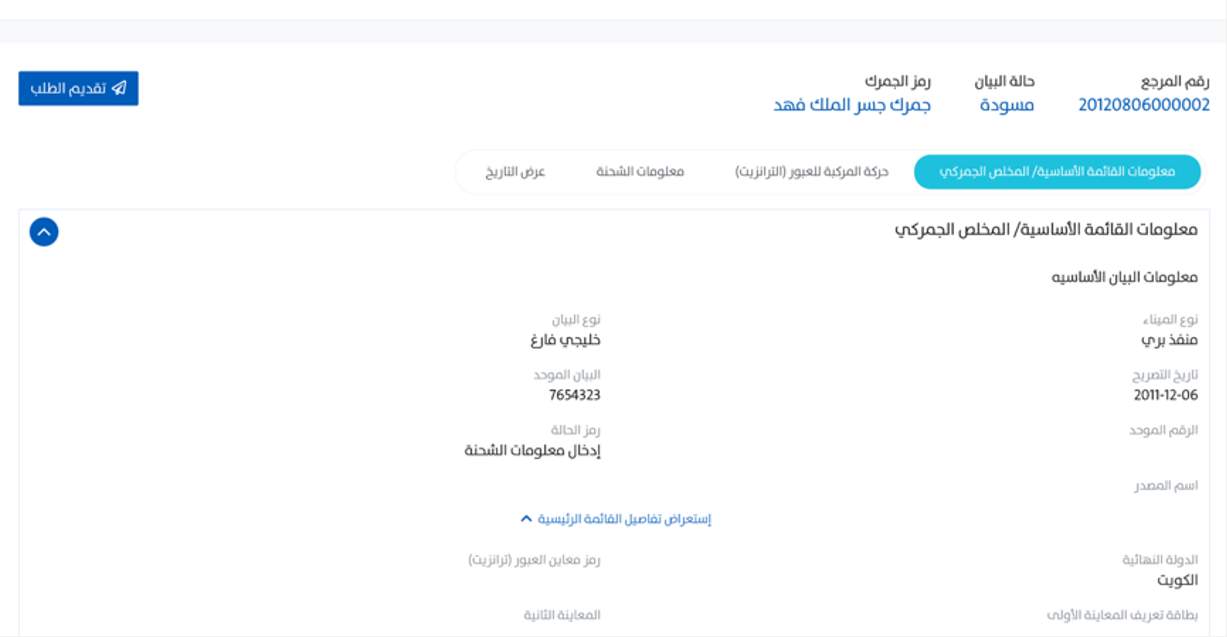 رقم المرجع حالة البيان رمز الجمرك
20120806000002 مسودة جمرك جسر الملك فهد
تقديم الطلب
معلومات القائمة الأساسية/ المخلص الجمركي حركة المركبة للعبور (الترانزيت) معلومات الشحنة عرض التاريخ
معلومات القائمة الأساسية/ المخلص الجمركي
معلومات البيان الأساسيه
نوع الميناء نوع البيان
منفذ بري خليجي فارغ
تاريخ التصريح البيان الموحد
2011-12-06 7654323
الرقم الموحد رمز الحالة
إدخال معلومات الشحنة
اسم المصدر
إستعراض تفاصيل القائمة الرئيسية
الدولة النهائية رمز معاين العبور (ترانزيت)
الكويت
بطاقة تعريف المعاينة الأولى المعاينة الثانية